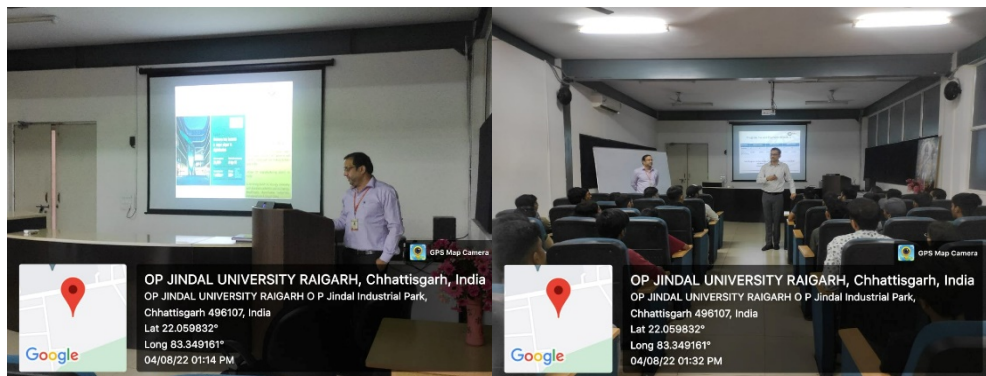 GPS Map Camera
OP JINDAL UNIVERSITY RAIGARH, Chhattisgarh, India
OP JINDAL UNIVERSITY RAIGARH O P Jindal Industrial Park,
Chhattisgarh 496107, India
Lat 22.059832°
Long 83.349161°
04/08/22 01:14 PM
Google
GPS Map Camera
OP JINDAL UNIVERSITY RAIGARH, Chhattisgarh, India
OP JINDAL UNIVERSITY RAIGARH O P Jindal Industrial Park,
Chhattisgarh 496107, India
Lat 22.059832°
Long 83.349161°
04/08/22 01:32 PM
Google